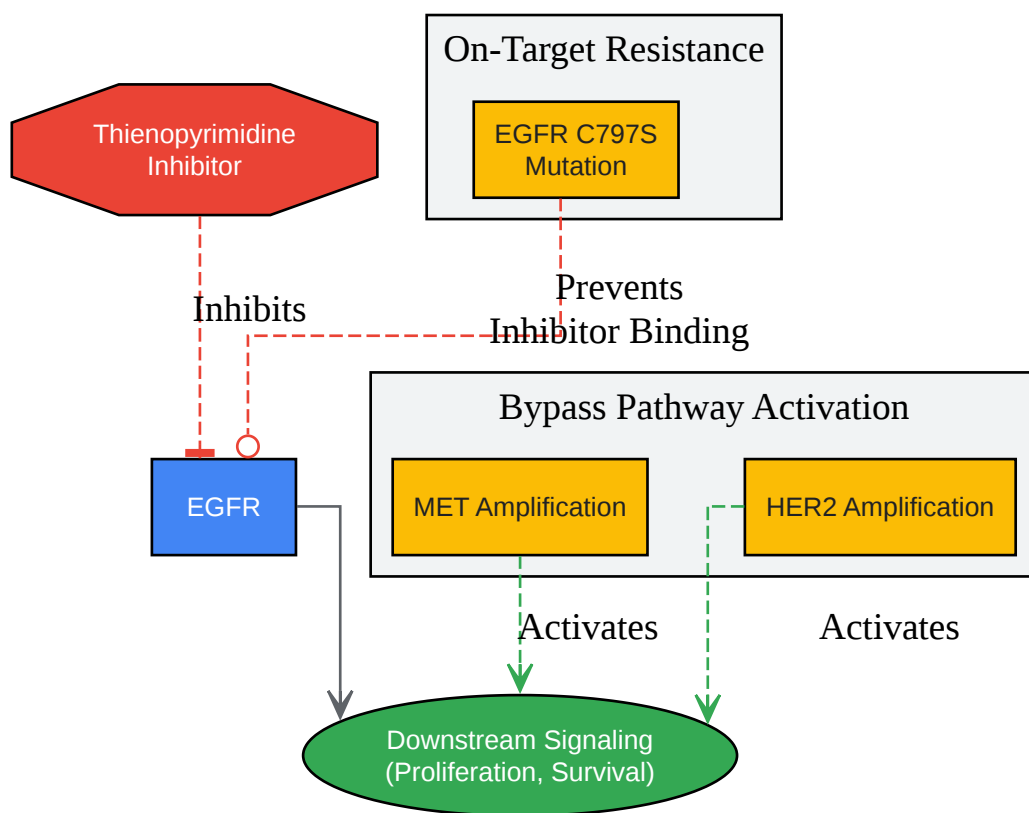 On-Target Resistance
Thienopyrimidine
Inhibitor
EGFR C797S
Mutation
Inhibits
Prevents
Inhibitor Binding
Bypass Pathway Activation
EGFR
MET Amplification
HER2 Amplification
Activates
Activates
Downstream Signaling
(Proliferation, Survival)